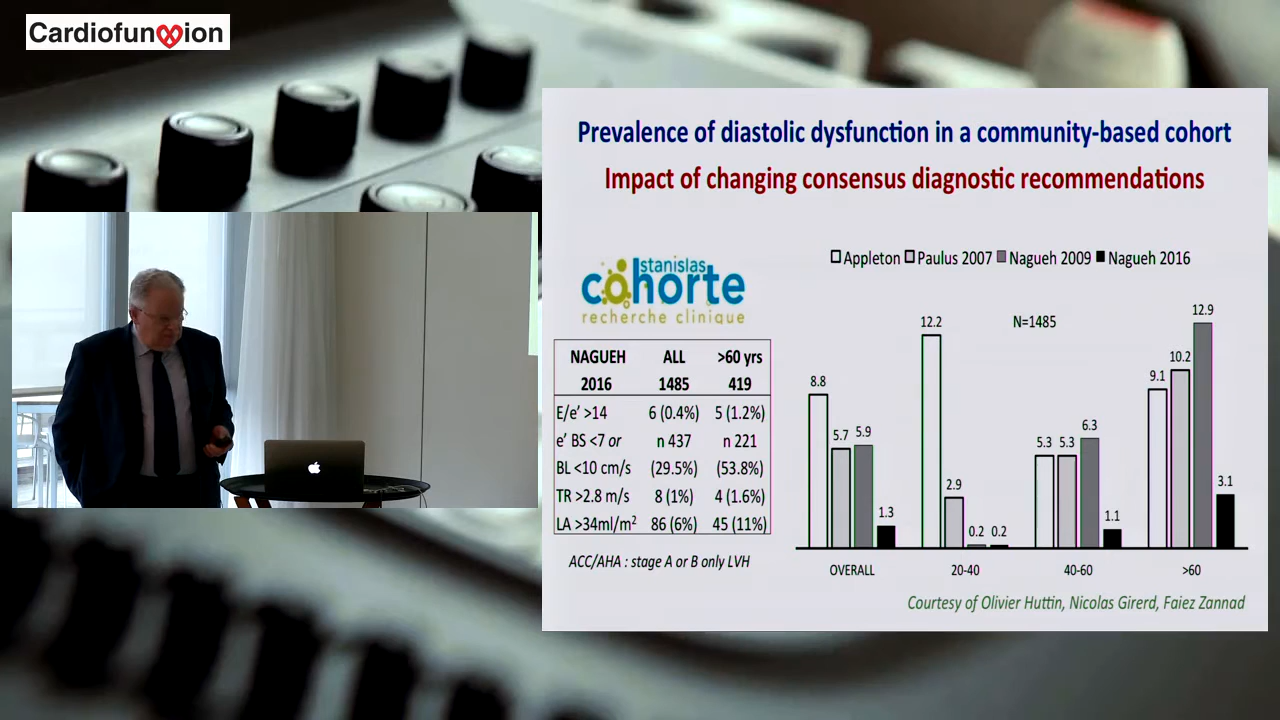 Cardiofunxion
Prevalence of diastolic dysfunction in a community-based cohort
Impact of changing consensus diagnostic recommendations
stanislas
cohorte
recherche clinique
NAGUEH ALL >60 yrs
2016 1485 419
E/e’ >14 6 (0.4%) 5 (1.2%)
e’ BS <7 or n 437 n 221
BL <10 cm/s (29.5%) (53.8%)
TR >2.8 m/s 8 (1%) 4 (1.6%)
LA >34ml/m² 86 (6%) 45 (11%)
ACC/AHA : stage A or B only LVH
Appleton Paulus 2007 Nagueh 2009 Nagueh 2016
N=1485
8.8 5.7 5.9 1.3
12.2 2.9 0.2 0.2
5.3 5.3 6.3 1.1
9.1 10.2 12.9 3.1
OVERALL 20-40 40-60 >60
Courtesy of Olivier Huttin, Nicolas Girerd, Faiez Zannad